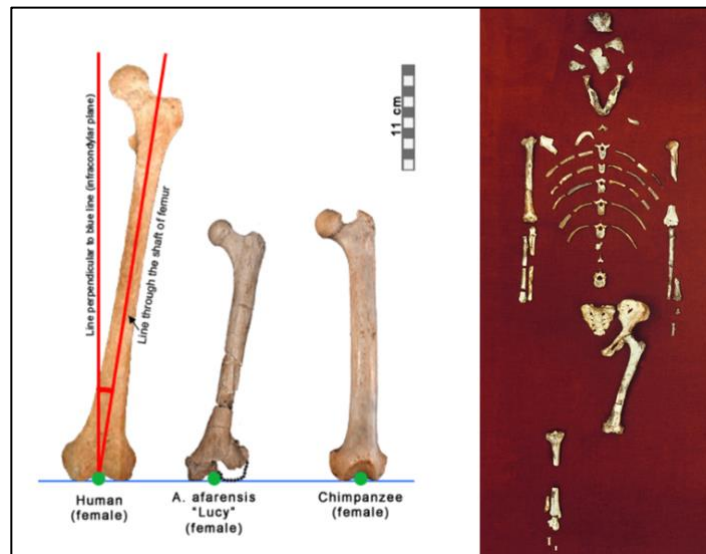 Line perpendicular to blue line (infracondylar plane)
Line through the shaft of femur
11 cm
Human
(female)
A. afarensis
"Lucy"
(female)
Chimpanzee
(female)